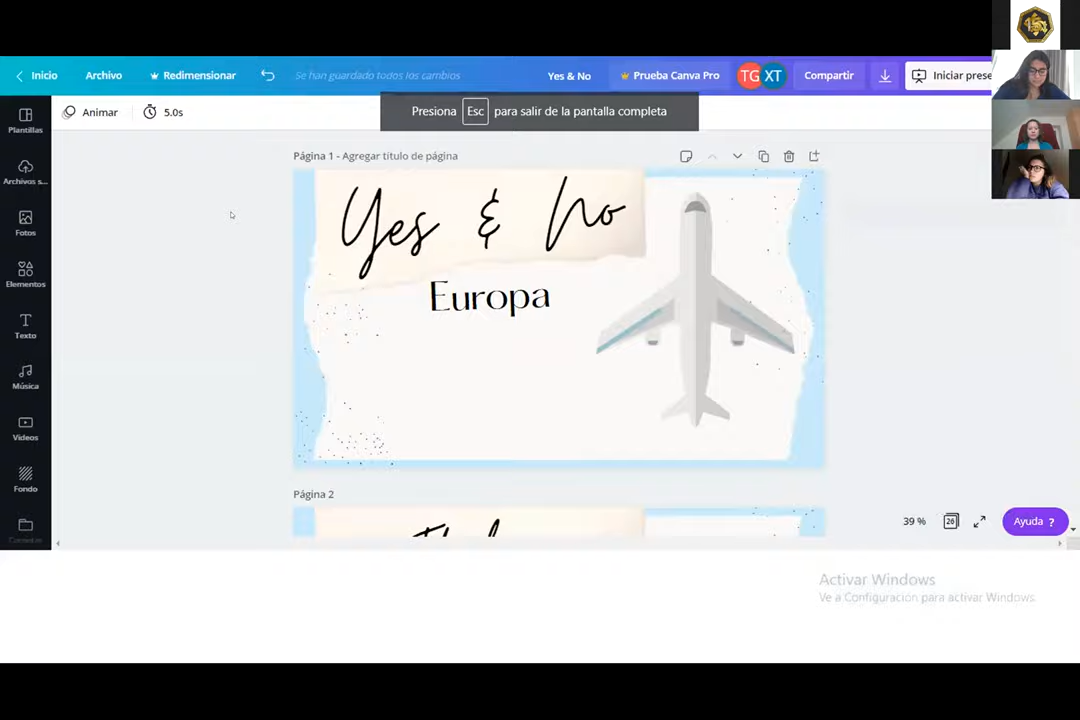 Inicio
Archivo
Redimensionar
Se han guardado todos los cambios
Yes & No
Prueba Canva Pro
TG
XT
Compartir
Iniciar prese
Plantillas
Archivos s...
Fotos
Elementos
Texto
Música
Videos
Fondo
Animar
5.0s
Presiona Esc para salir de la pantalla completa
Página 1 - Agregar título de página
Yes & No
Europa
Página 2
39 %
26
Ayuda ?
Activar Windows
Ve a Configuración para activar Windows.